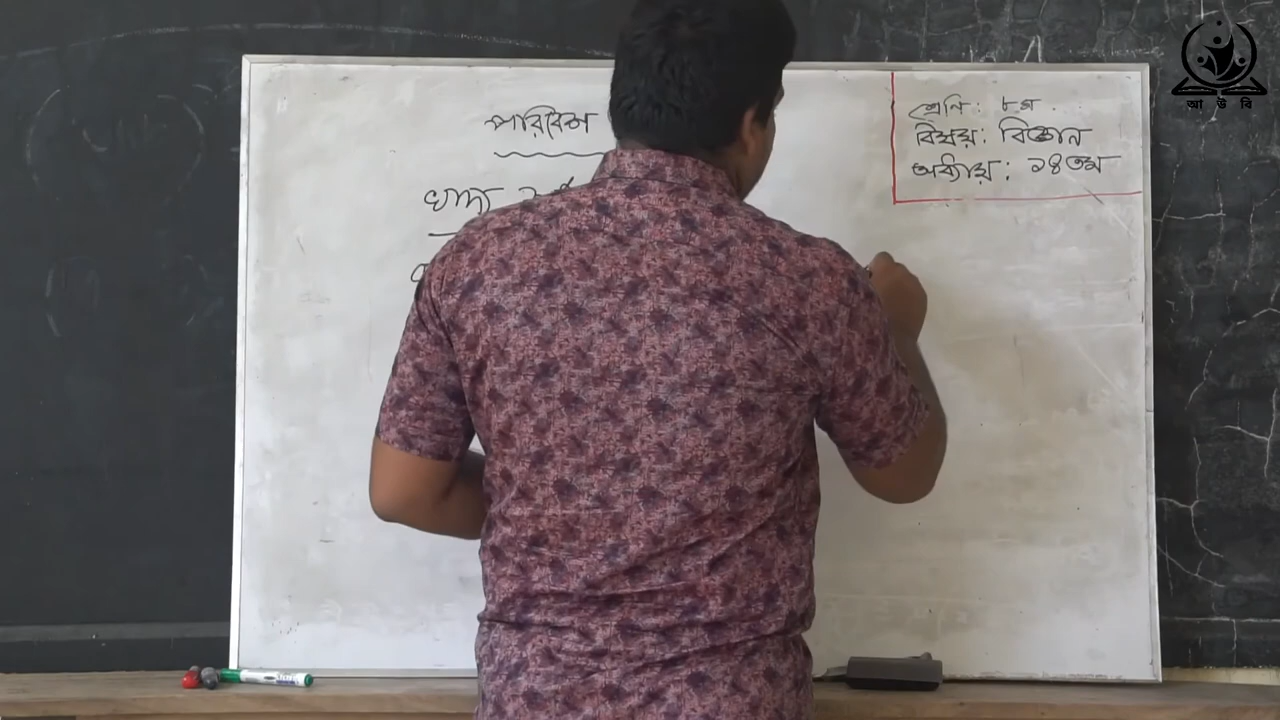 শ্রেণি: ৮ম
বিষয়: বিজ্ঞান
অধ্যায়: ১৪তম
পরিবেশ
খাদ্য
আ উ বি